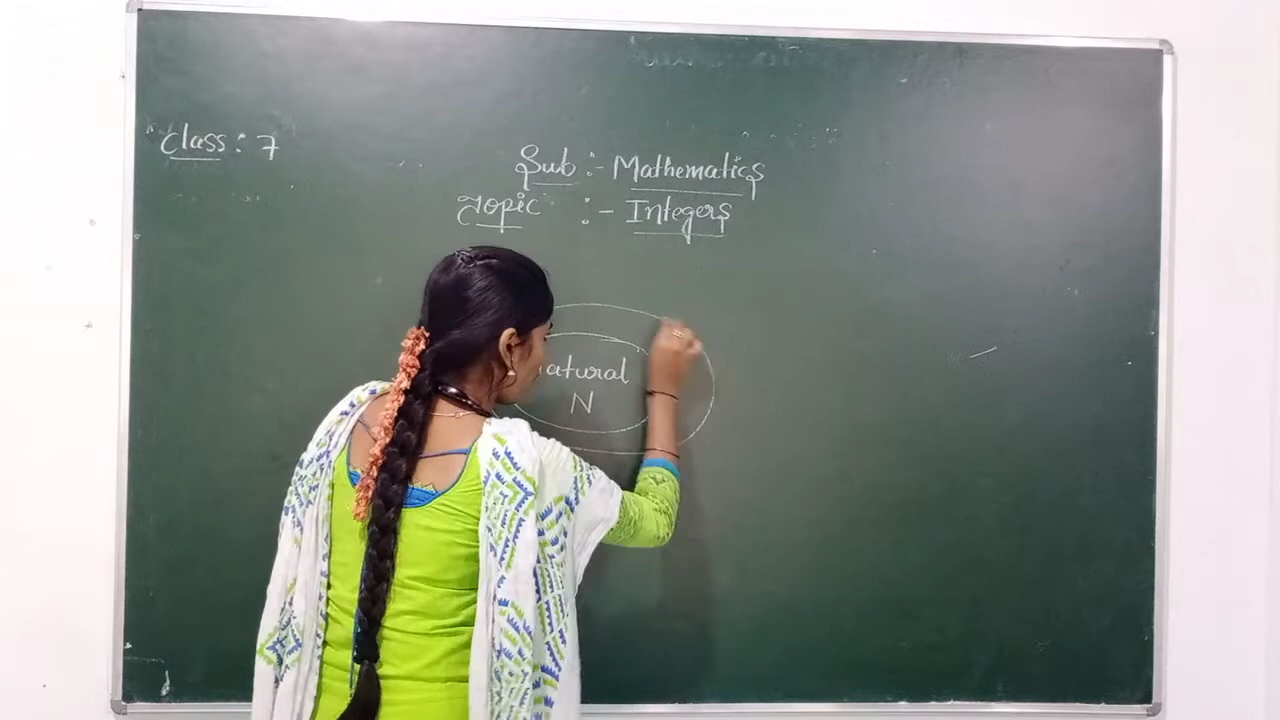 Class : 7
Sub :- Mathematics
Topic :- Integers
atural
N